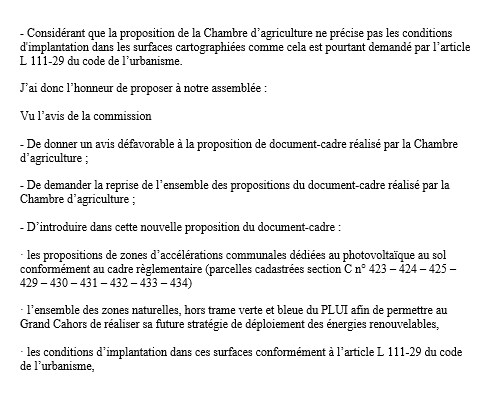 - Considérant que la proposition de la Chambre d’agriculture ne précise pas les conditions
d'implantation dans les surfaces cartographiées comme cela est pourtant demandé par l’article
L 111-29 du code de l’urbanisme.
J’ai donc l’honneur de proposer à notre assemblée :
Vu l’avis de la commission
- De donner un avis défavorable à la proposition de document-cadre réalisé par la Chambre
d’agriculture ;
- De demander la reprise de l’ensemble des propositions du document-cadre réalisé par la
Chambre d’agriculture ;
- D’introduire dans cette nouvelle proposition du document-cadre :
· les propositions de zones d’accélérations communales dédiées au photovoltaïque au sol
conformément au cadre règlementaire (parcelles cadastrées section C n° 423 – 424 – 425 –
429 – 430 – 431 – 432 – 433 – 434)
· l’ensemble des zones naturelles, hors trame verte et bleue du PLUI afin de permettre au
Grand Cahors de réaliser sa future stratégie de déploiement des énergies renouvelables,
· les conditions d’implantation dans ces surfaces conformément à l’article L 111-29 du code
de l’urbanisme,